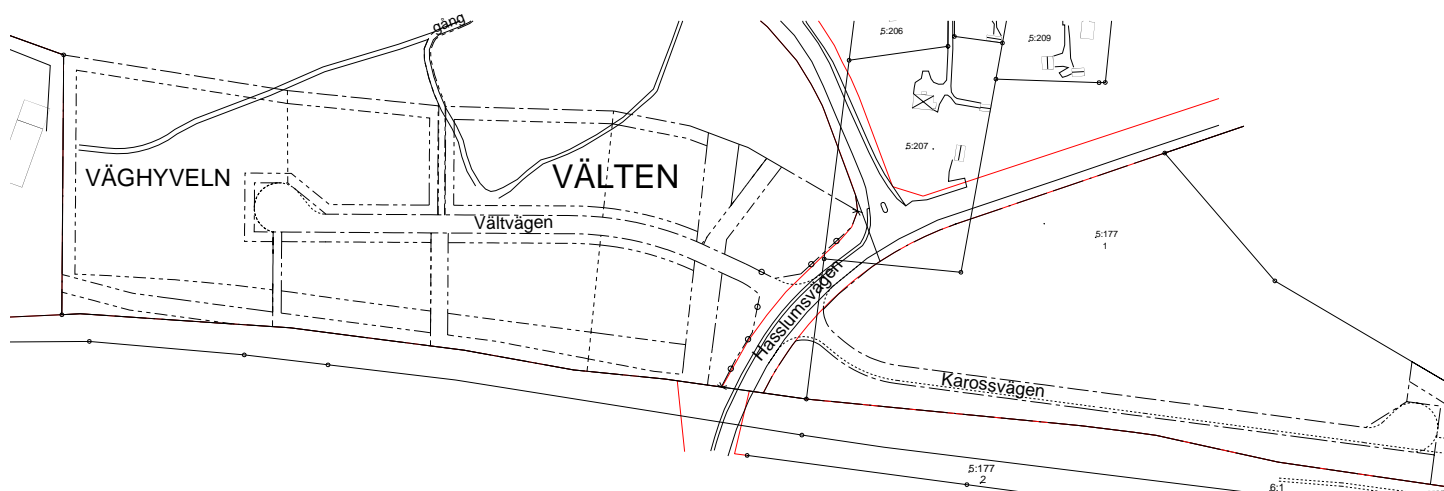 gång
5:206
5:209
5:207
VÄGHYVELN
VÄLTEN
Vältvägen
5:177
1
Hasslumsvägen
Karossvägen
5:177
2
6:1